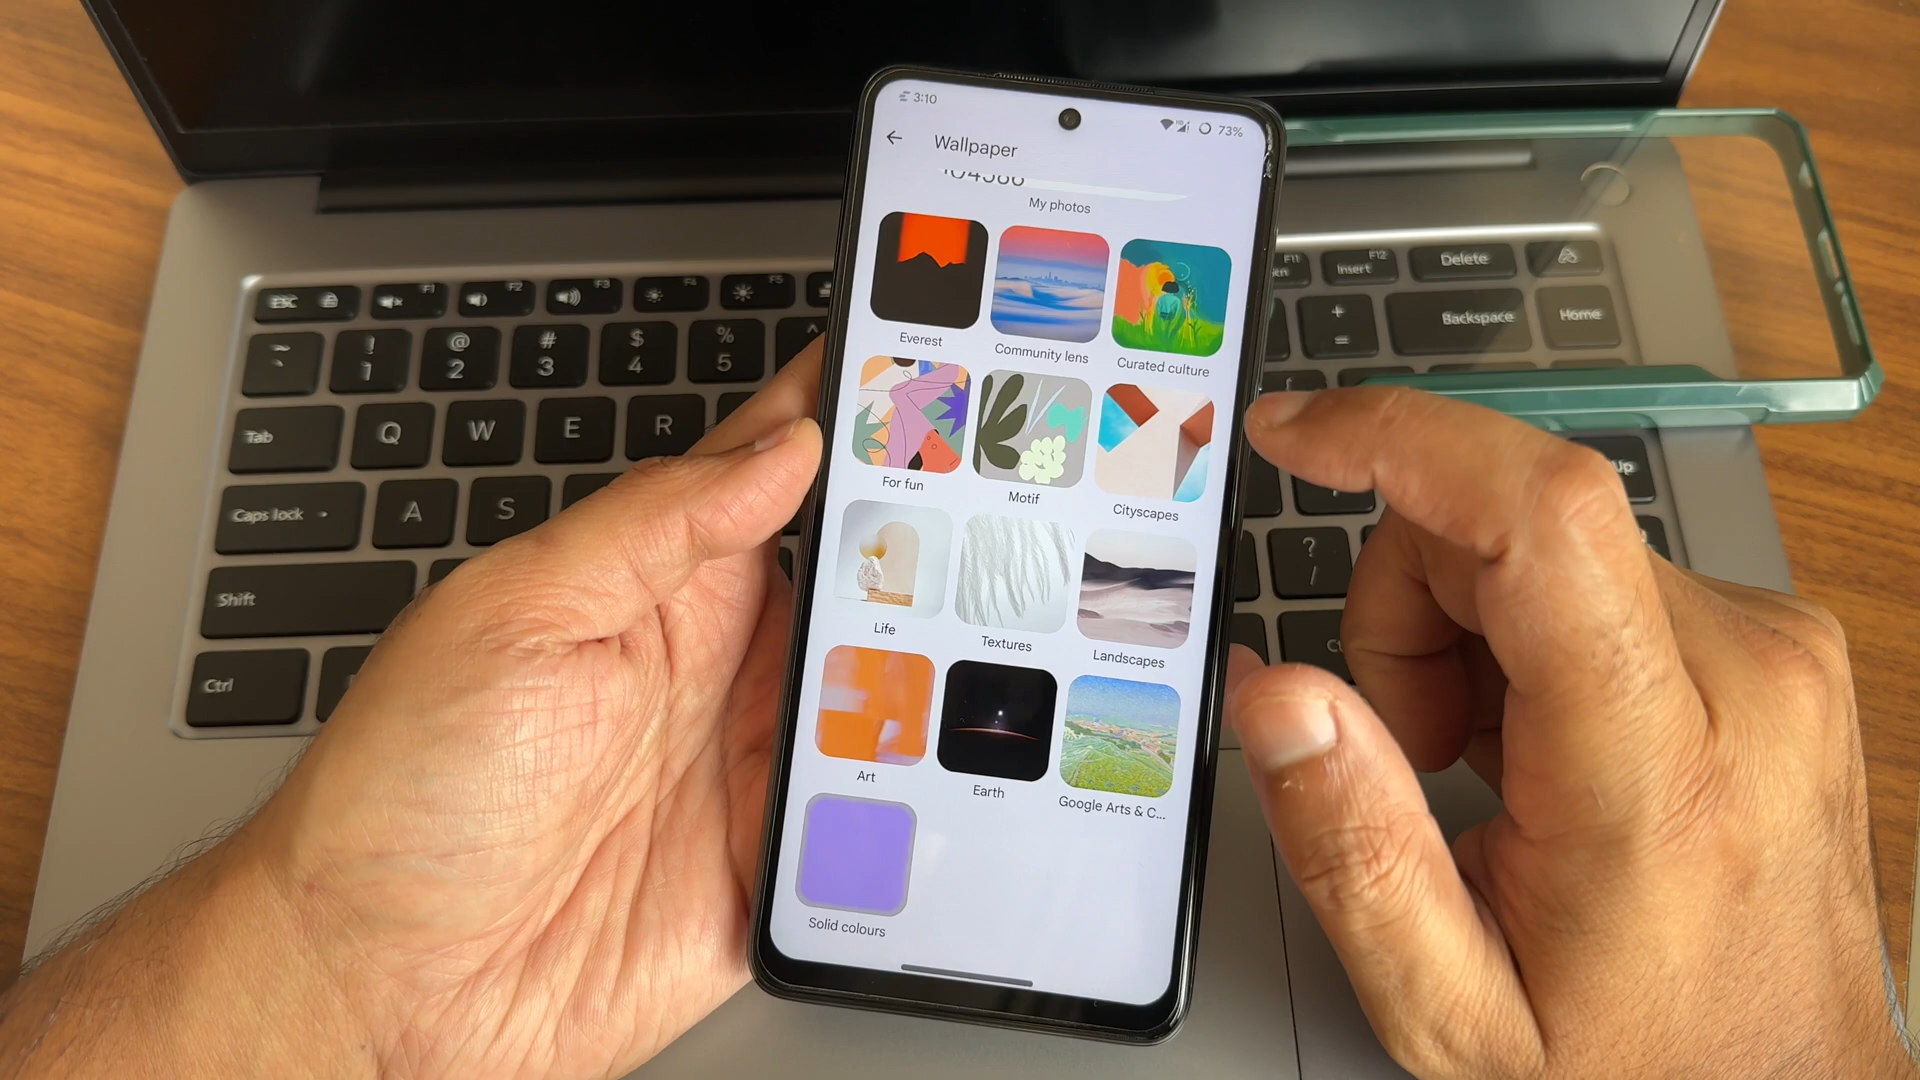 3:10
73%
Wallpaper
My photos
Everest
Community lens
Curated culture
For fun
Motif
Cityscapes
Life
Textures
Landscapes
Art
Earth
Google Arts & C...
Solid colours
ESC
F1
F2
F3
F4
F5
F11
Insert
F12
Delete
~
!
1
@
2
#
3
$
4
%
5
^
+
=
Backspace
Home
Tab
Q
W
E
R
Caps lock
A
S
Shift
?
/
Ctrl